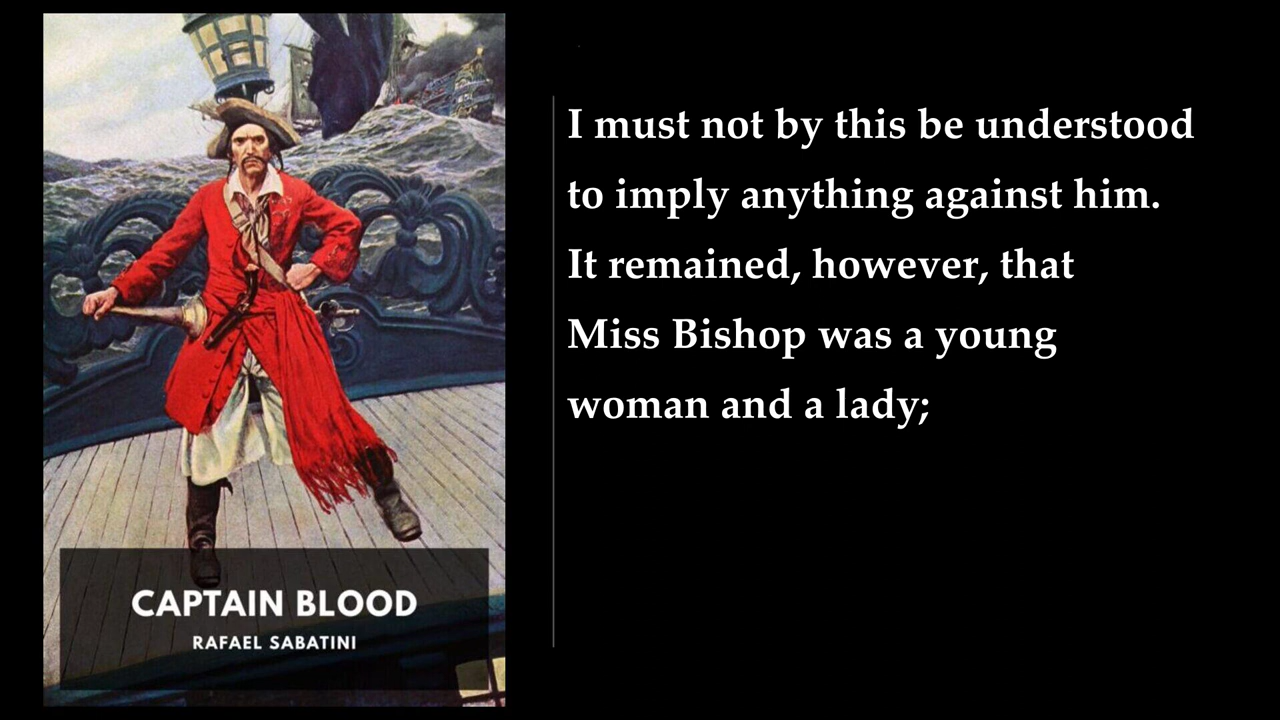 I must not by this be understood
to imply anything against him.
It remained, however, that
Miss Bishop was a young
woman and a lady;
CAPTAIN BLOOD
RAFAEL SABATINI